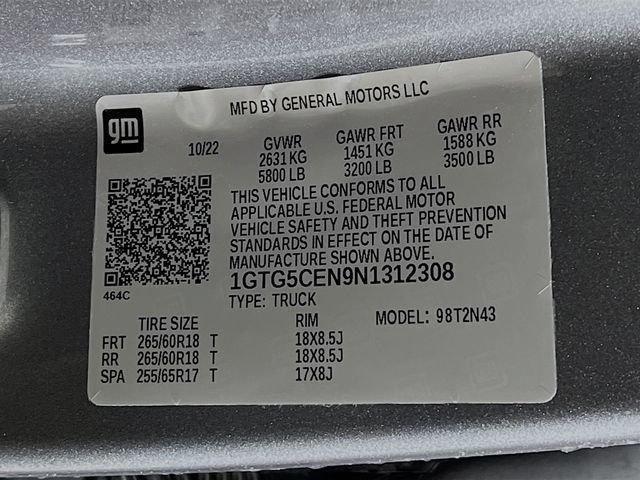 MFD BY GENERAL MOTORS LLC
gm
10/22 GVWR GAWR FRT GAWR RR
2631 KG 1451 KG 1588 KG
5800 LB 3200 LB 3500 LB
THIS VEHICLE CONFORMS TO ALL
APPLICABLE U.S. FEDERAL MOTOR
VEHICLE SAFETY AND THEFT PREVENTION
STANDARDS IN EFFECT ON THE DATE OF
MANUFACTURE SHOWN ABOVE.
464C 1GTG5CEN9N1312308
TYPE: TRUCK
TIRE SIZE RIM MODEL: 98T2N43
FRT 265/60R18 T 18X8.5J
RR 265/60R18 T 18X8.5J
SPA 255/65R17 T 17X8J